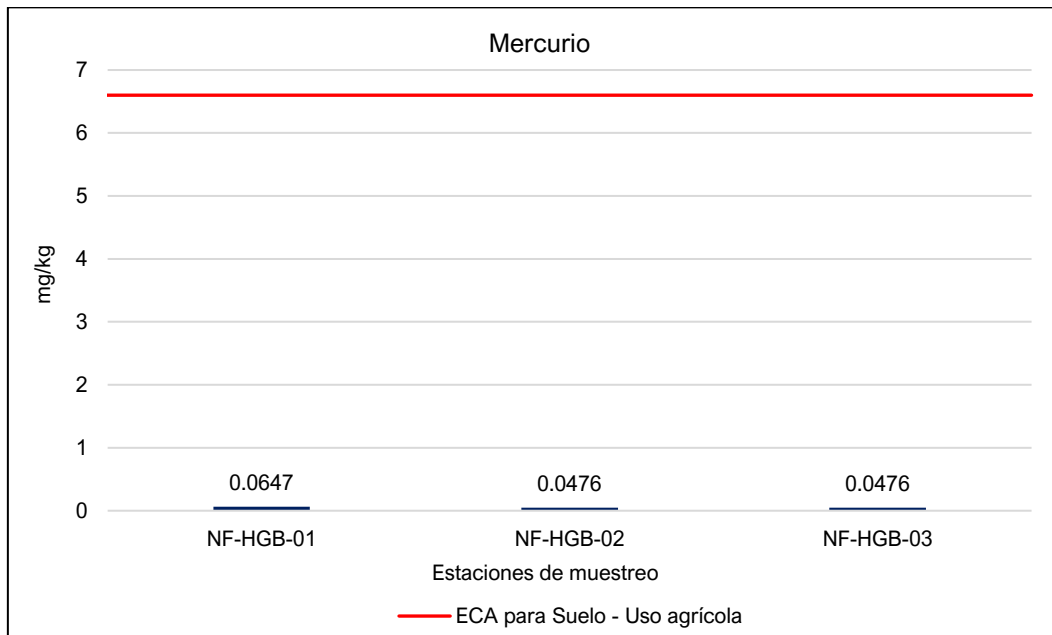 Mercurio
7
6
5
4
3
2
1
0
mg/kg
0.0647
0.0476
0.0476
NF-HGB-01
NF-HGB-02
NF-HGB-03
Estaciones de muestreo
ECA para Suelo - Uso agrícola